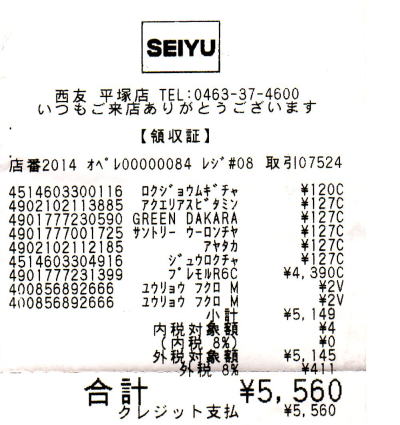 SEIYU
西友 平塚店 TEL:0463-37-4600
いつもご来店ありがとうございます
【領収証】
店番2014 オペレ00000084 レジ#08 取引07524
4514603300116 ロクジョウムギチャ ¥120C
4902102113885 アクエリアスビタミン ¥127C
4901777230590 GREEN DAKARA ¥127C
4901777001725 サントリー ウーロンチャ ¥127C
4902102112185 アヤタカ ¥127C
4514603304916 ジュウロクチャ ¥127C
4901777231399 プレモルR6C ¥4,390C
400856892666 ユウリョウ フクロ M ¥2V
400856892666 ユウリョウ フクロ M ¥2V
小計 ¥5,149
内税対象額 ¥4
(内税 8%) ¥0
外税対象額 ¥5,145
外税 8% ¥411
合計 ¥5,560
クレジット支払 ¥5,560